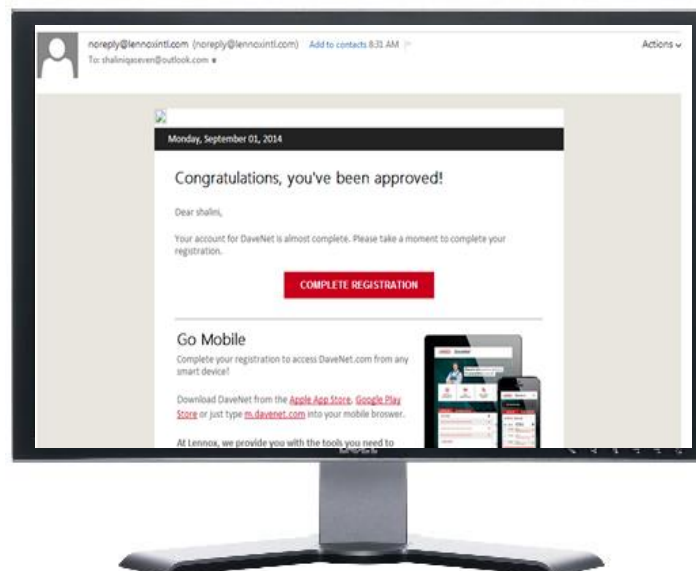 noreply@lennoxintl.com (noreply@lennoxintl.com) Add to contacts 8:31 AM
Actions
To: shaliniqaseven@outlook.com
Monday, September 01, 2014
Congratulations, you've been approved!
Dear shalini,
Your account for DaveNet is almost complete. Please take a moment to complete your
registration.
COMPLETE REGISTRATION
Go Mobile
Complete your registration to access DaveNet.com from any
smart device!
Download DaveNet from the Apple App Store, Google Play
Store or just type m.davenet.com into your mobile broswer.
At Lennox, we provide you with the tools you need to